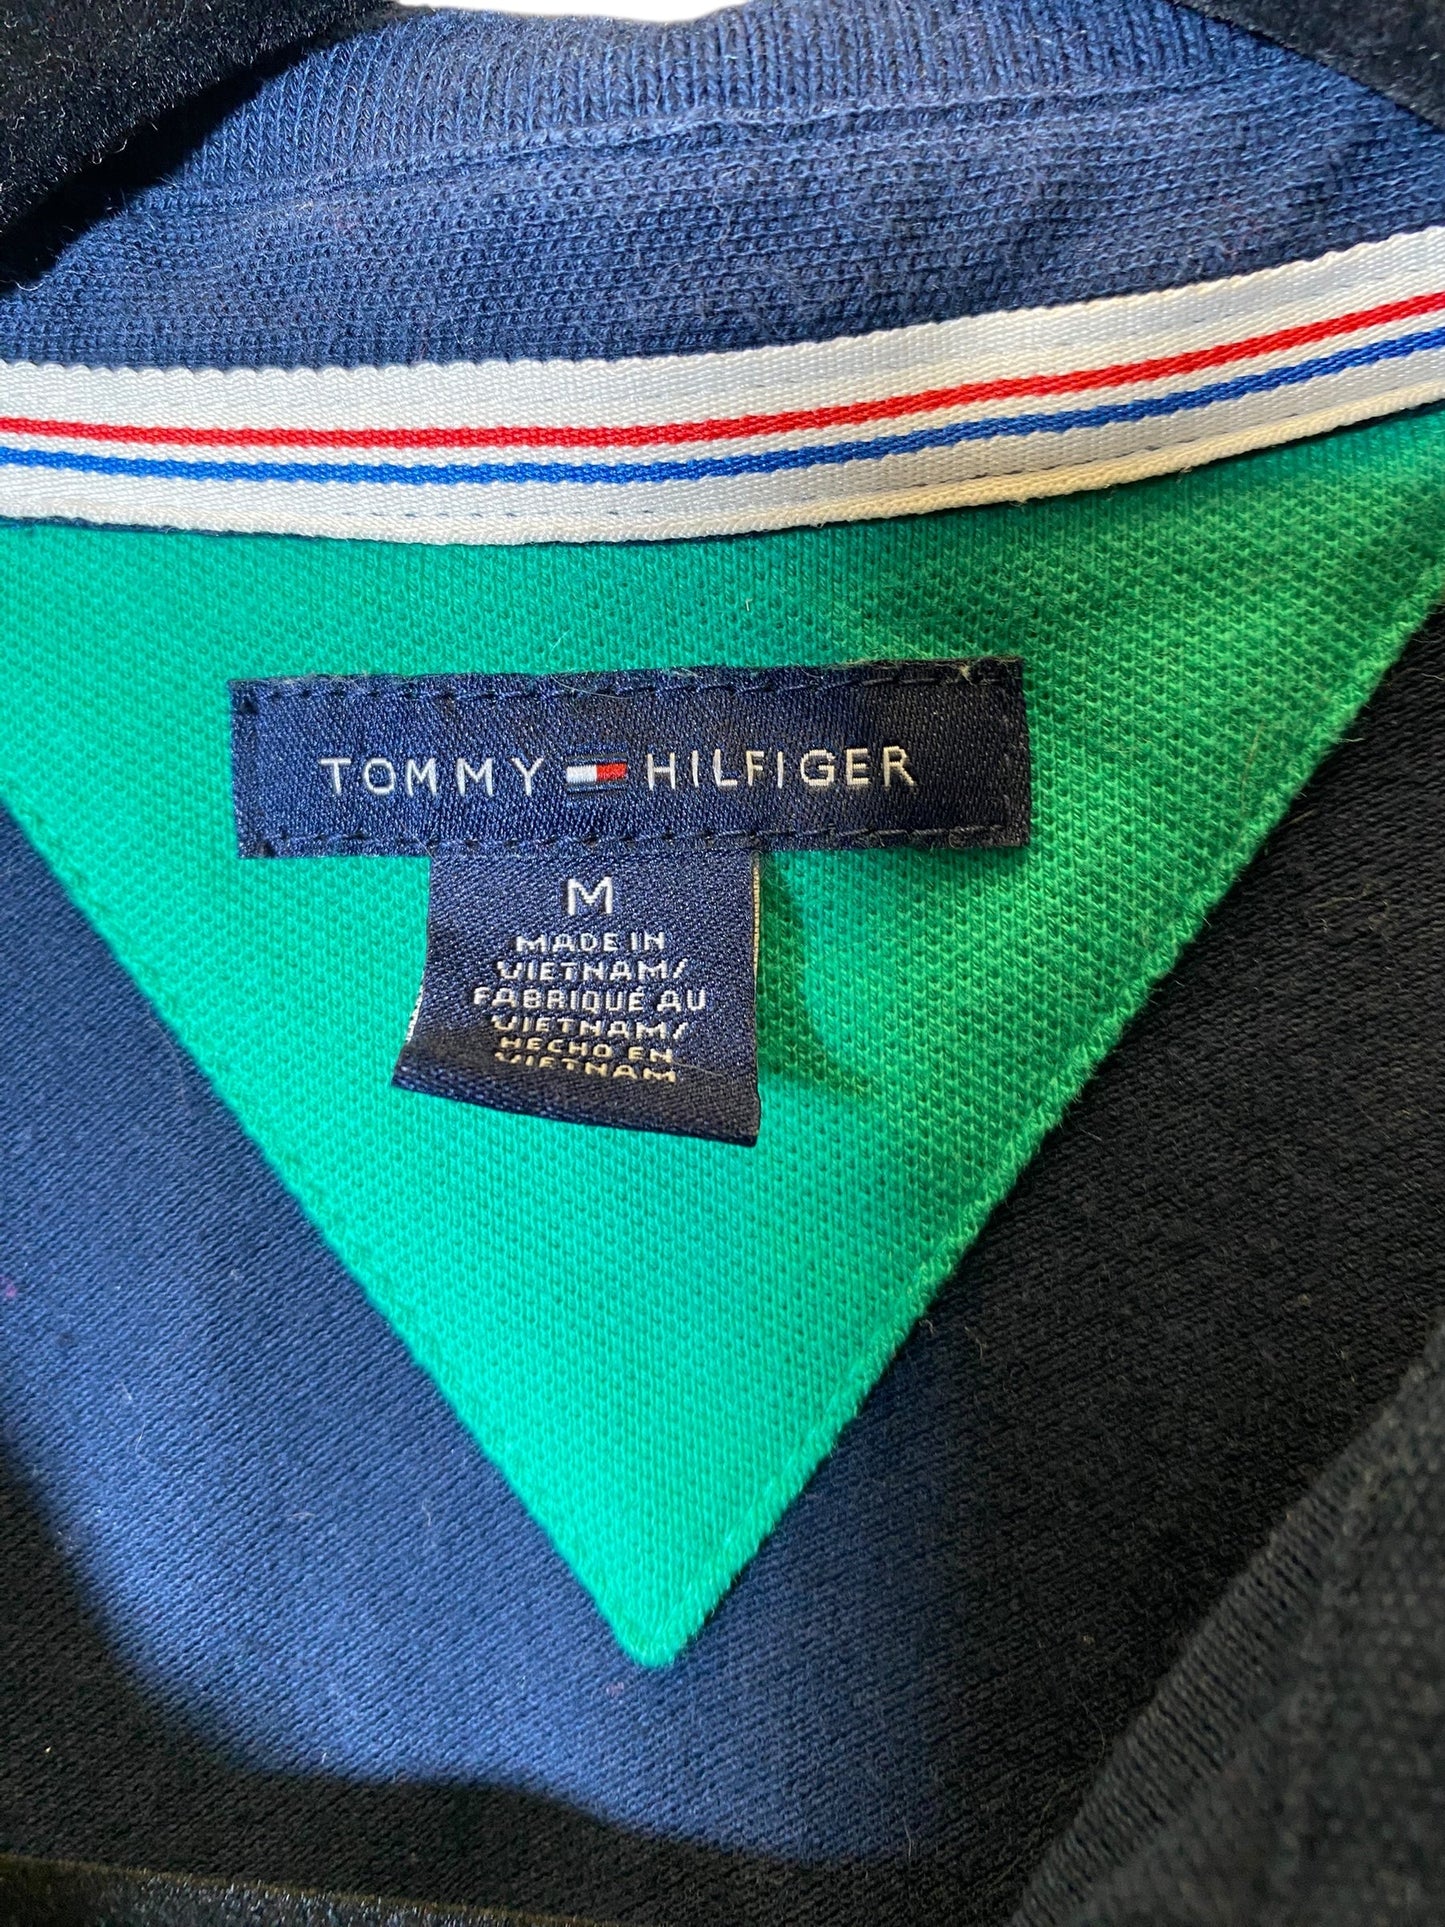 TOMMY HILFIGER
M
MADE IN
VIETNAM/
FABRIQUÉ AU
VIETNAM/
HECHO EN
VIETNAM